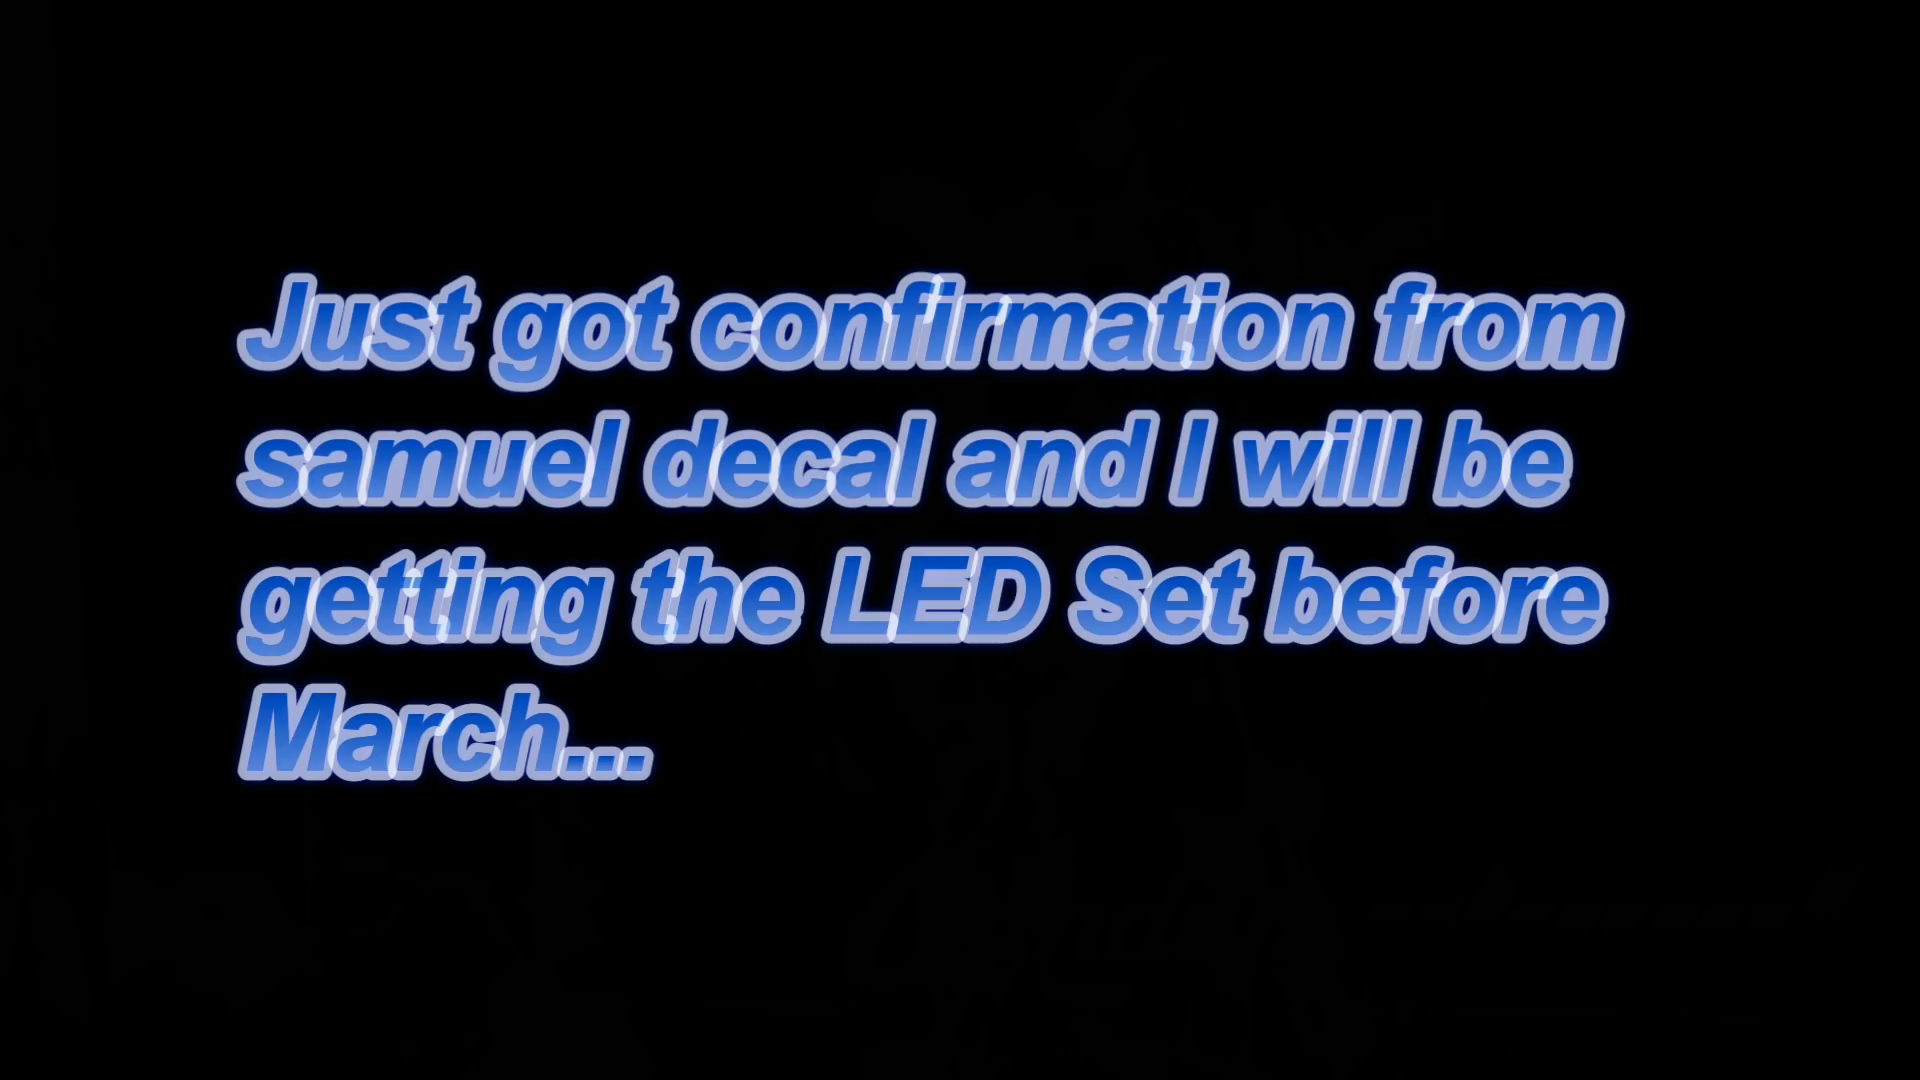 Just got confirmation from
samuel decal and I will be
getting the LED Set before
March...